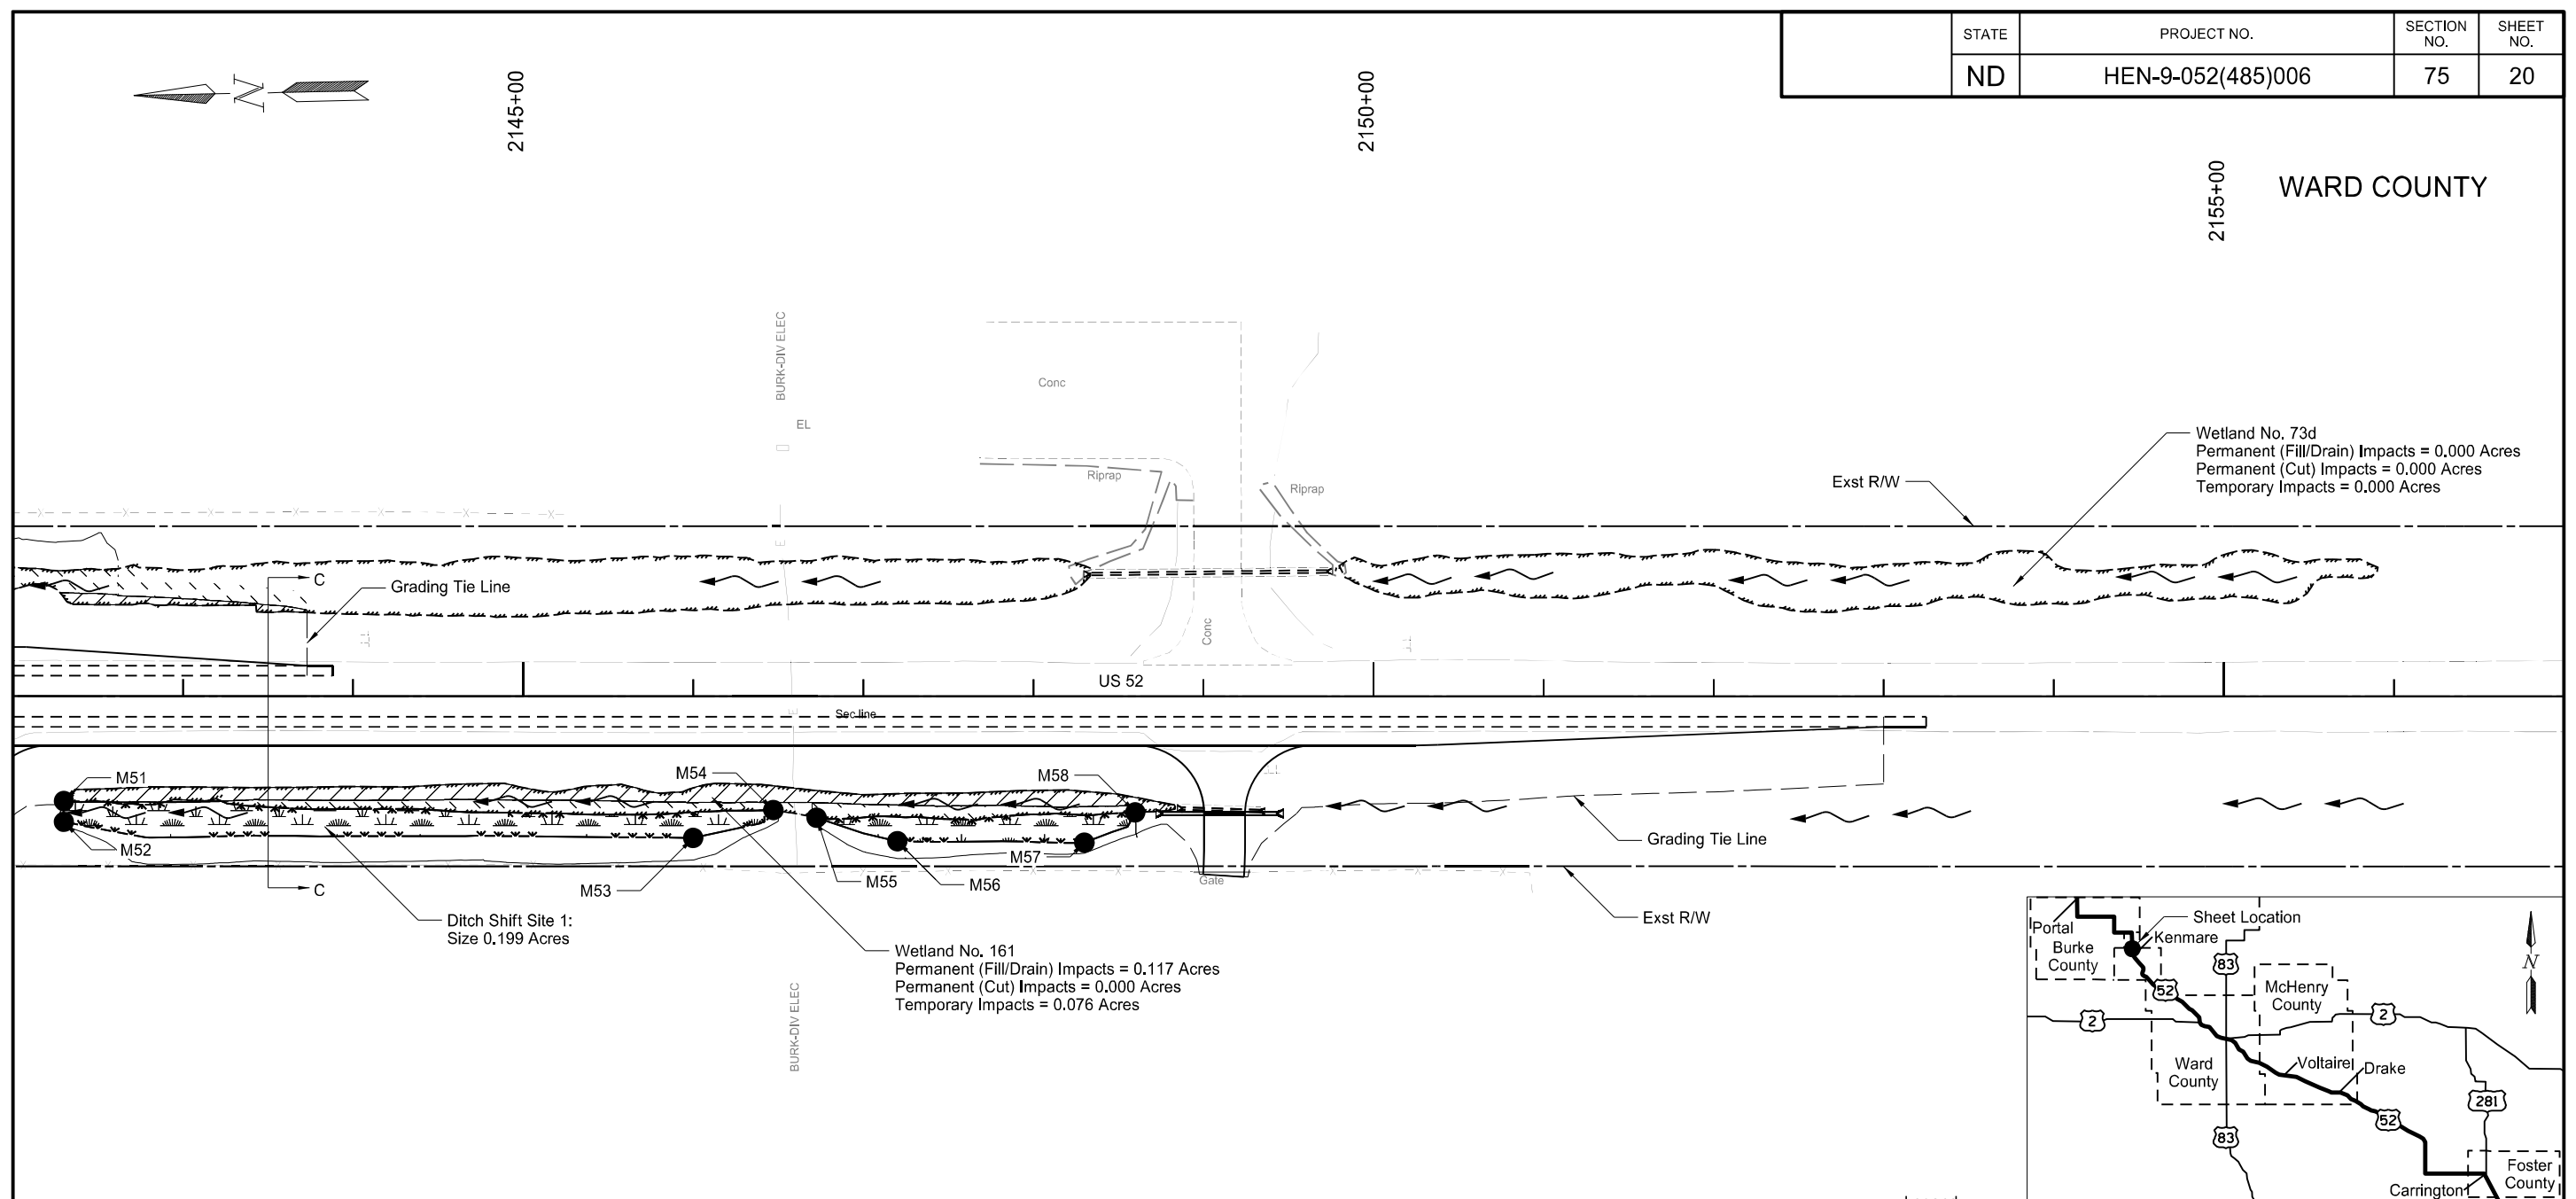 STATE
PROJECT NO.
SECTION NO.
SHEET NO.
ND
HEN-9-052(485)006
75
20
N
2145+00
2150+00
2155+00
WARD COUNTY
BURK-DIV ELEC
EL
Conc
Riprap
Riprap
Exst R/W
Wetland No. 73d
Permanent (Fill/Drain) Impacts = 0.000 Acres
Permanent (Cut) Impacts = 0.000 Acres
Temporary Impacts = 0.000 Acres
C
Grading Tie Line
E
Conc
US 52
Sec line
E
M51
M54
M58
M52
M57
M53
M55
M56
Gate
C
Grading Tie Line
Exst R/W
Ditch Shift Site 1:
Size 0.199 Acres
Wetland No. 161
Permanent (Fill/Drain) Impacts = 0.117 Acres
Permanent (Cut) Impacts = 0.000 Acres
Temporary Impacts = 0.076 Acres
BURK-DIV ELEC
Portal
Sheet Location
Burke
County
Kenmare
83
N
52
McHenry
County
2
2
Ward
County
Voltaire
Drake
281
52
83
Foster
County
Carrington